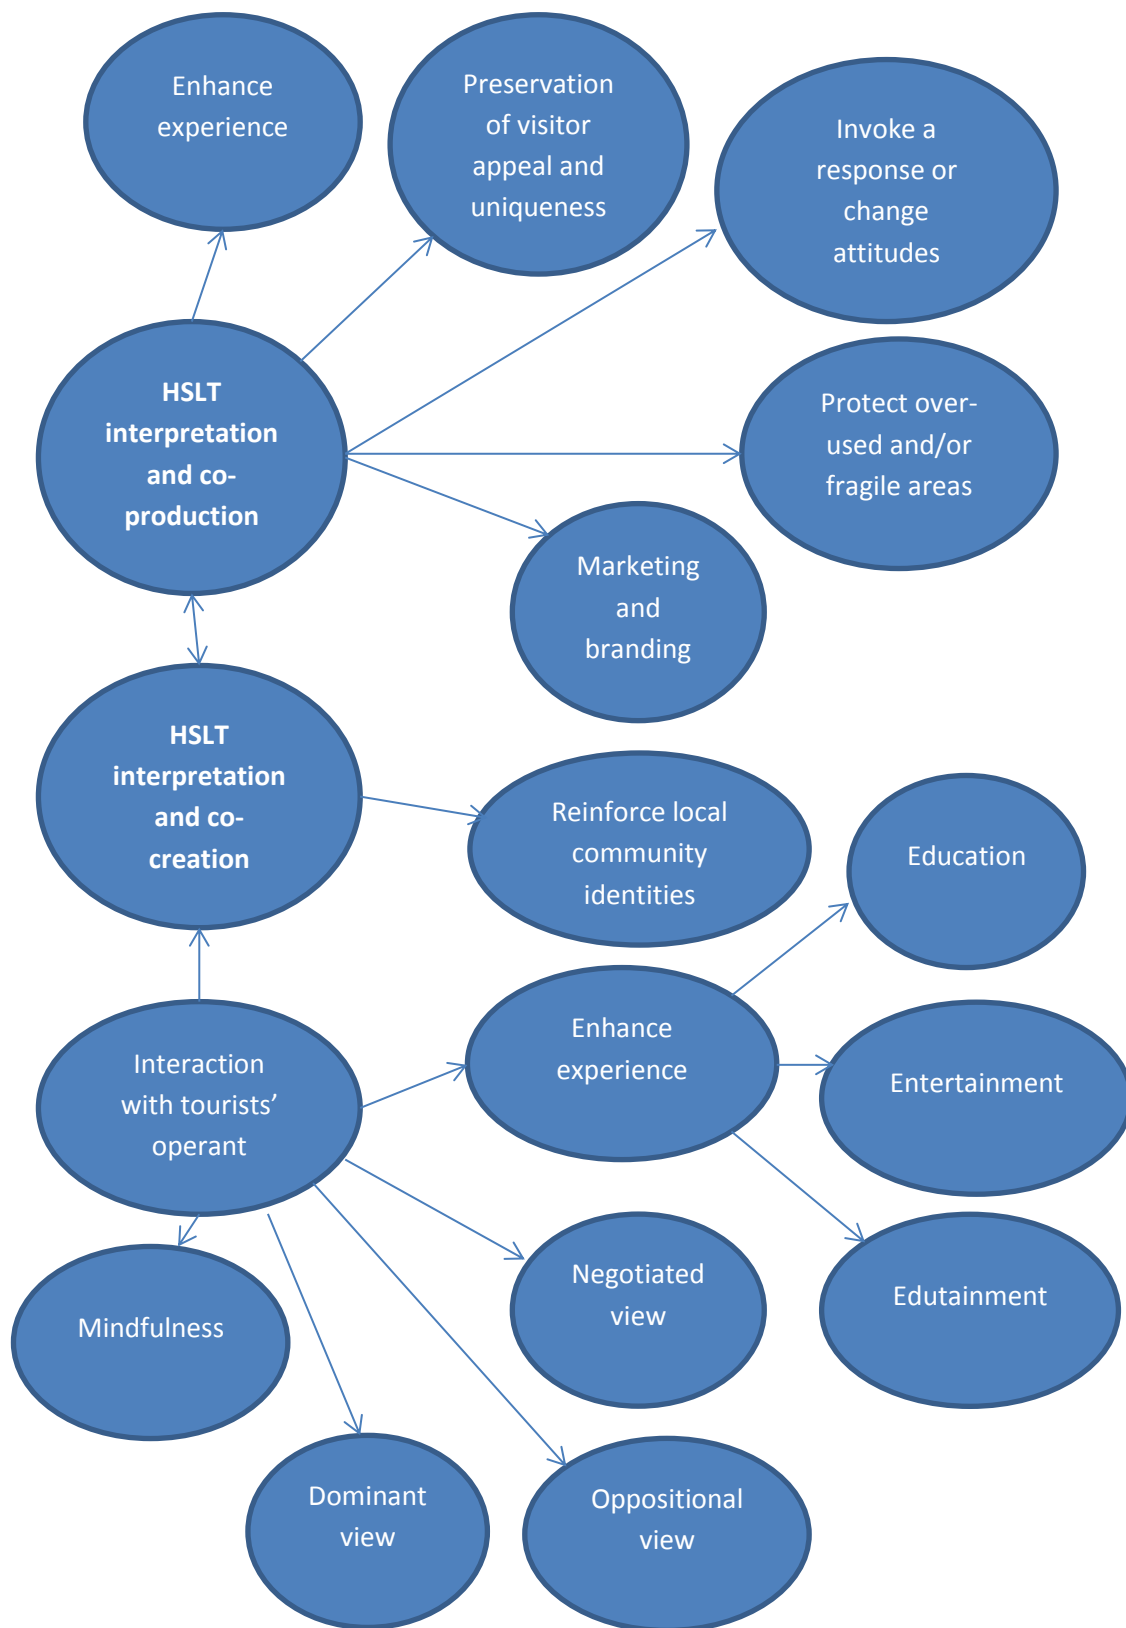 Enhance
experience
Preservation
of visitor
appeal and
uniqueness
Invoke a
response or
change
attitudes
HSLT
interpretation
and co-
production
Protect over-
used and/or
fragile areas
Marketing
and
branding
HSLT
interpretation
and co-
creation
Reinforce local
community
identities
Education
Interaction
with tourists’
operant
Enhance
experience
Entertainment
Mindfulness
Negotiated
view
Edutainment
Dominant
view
Oppositional
view